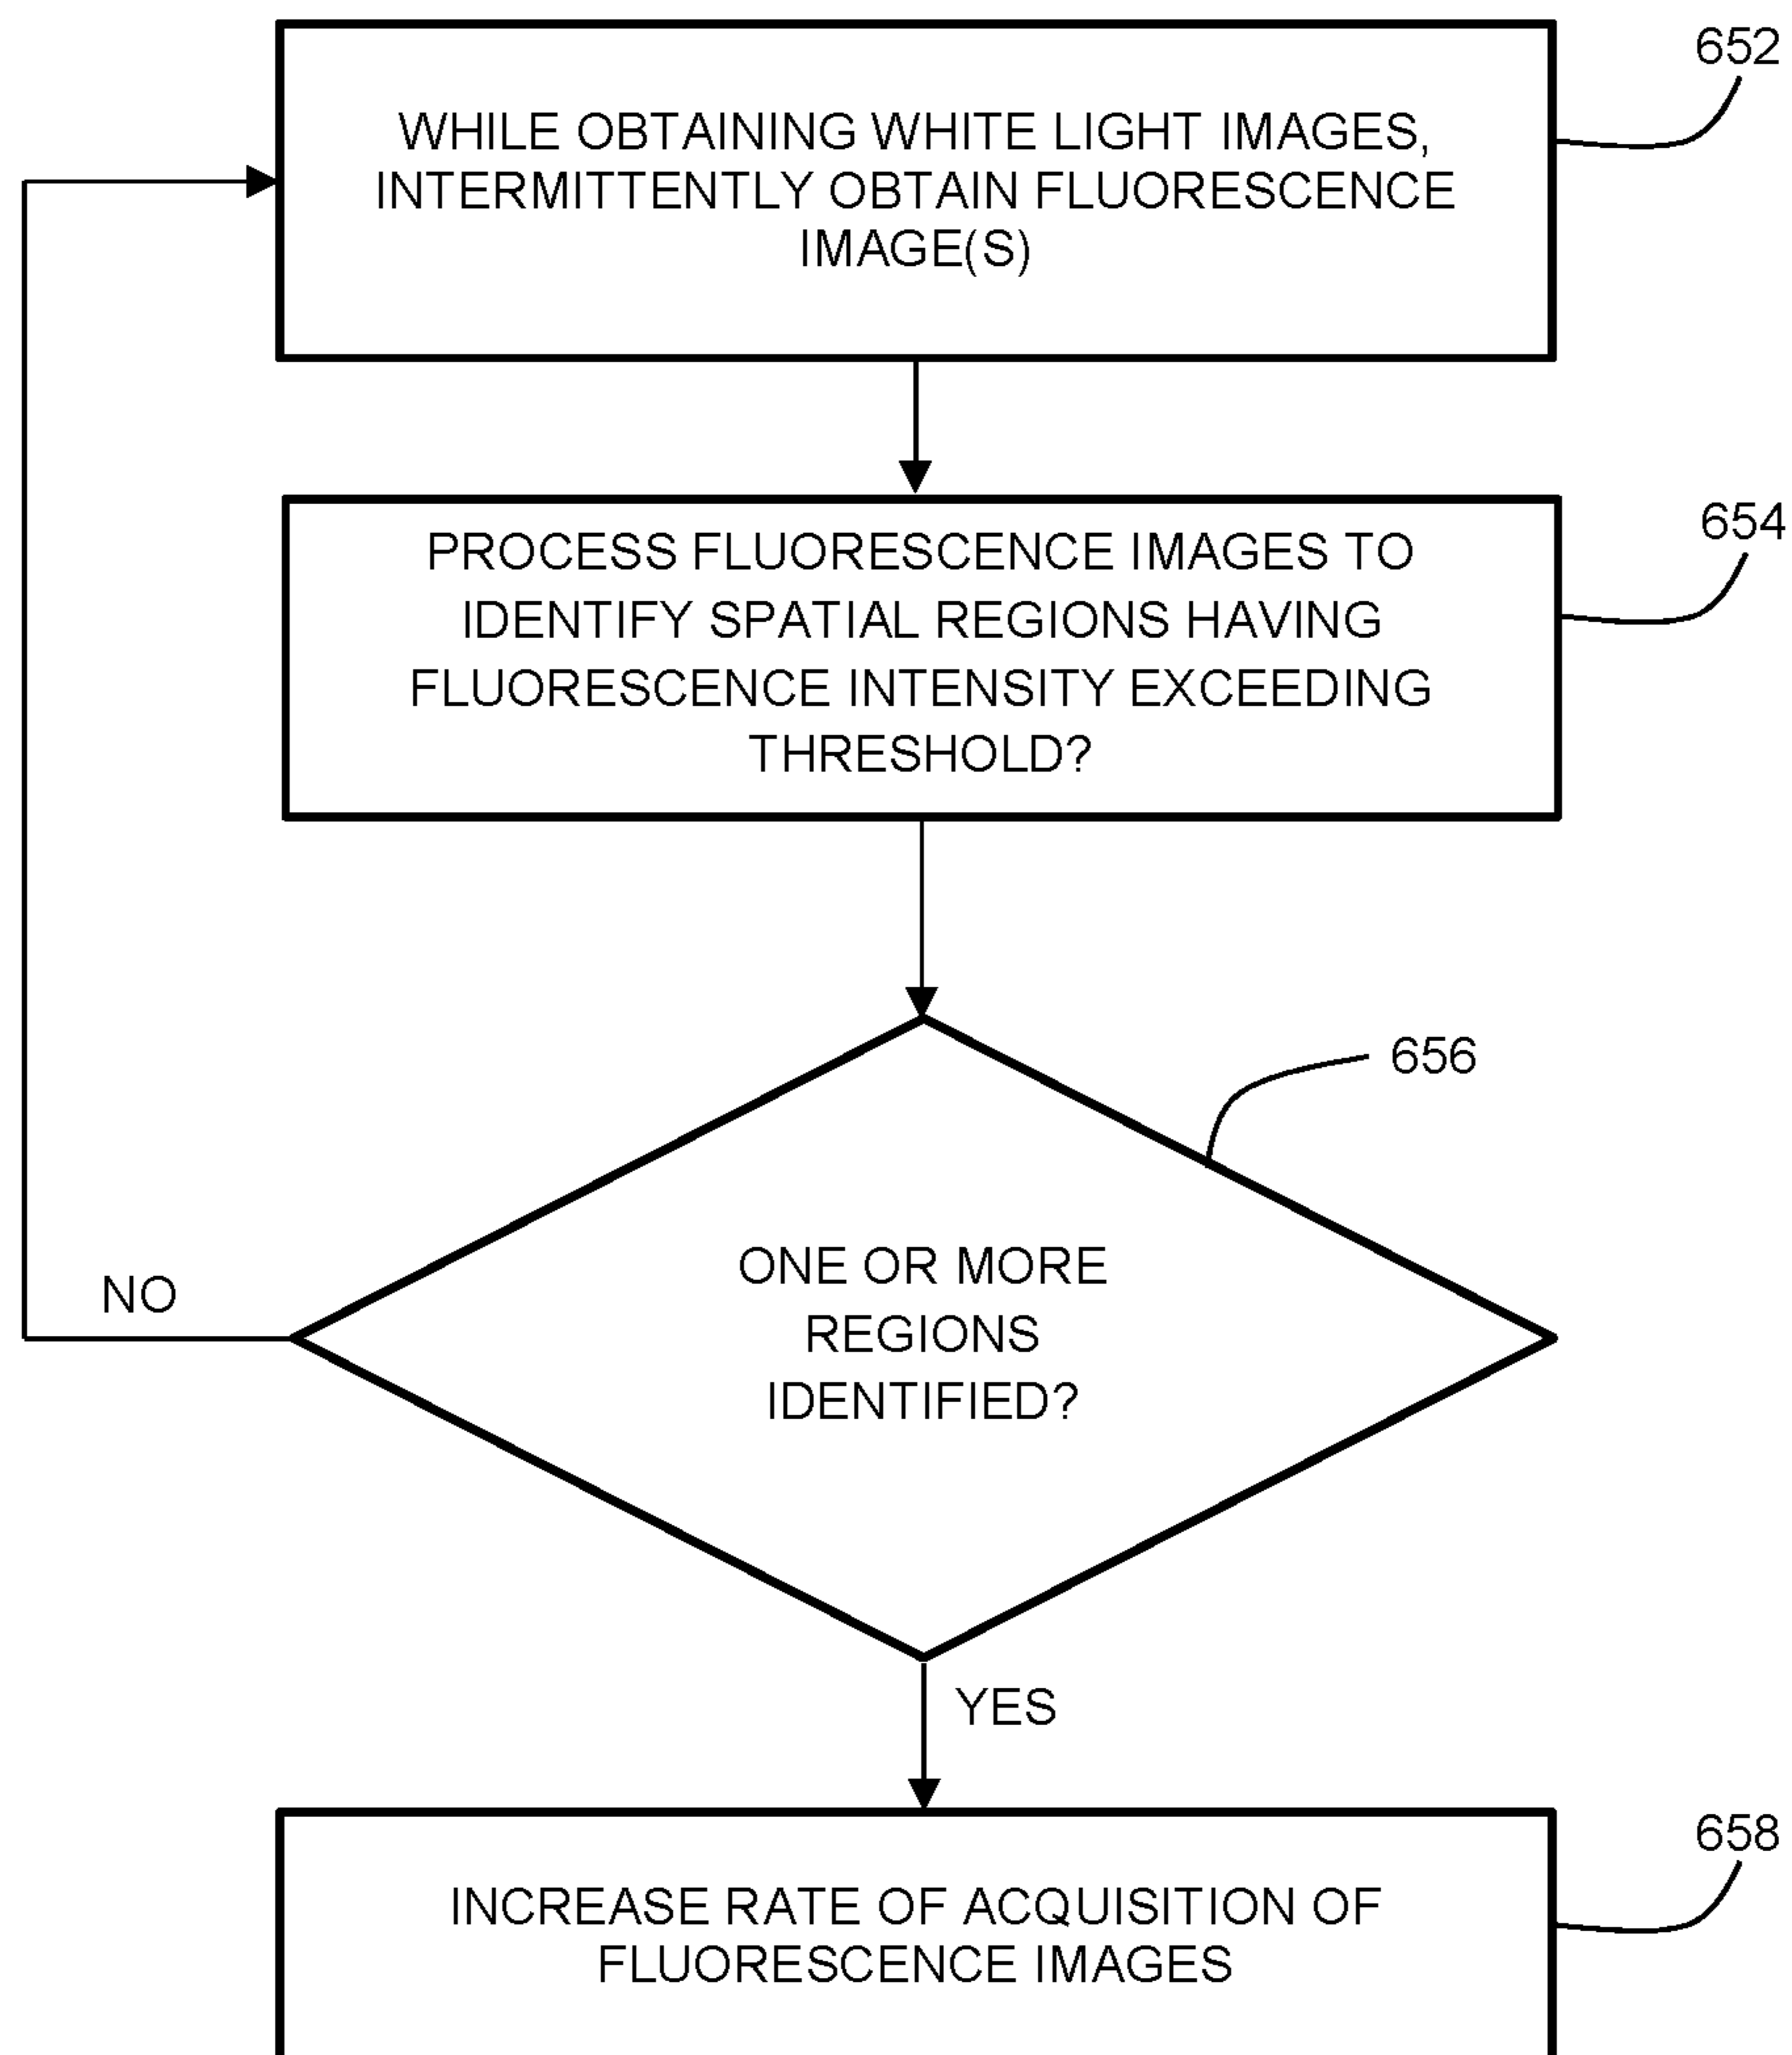 652
WHILE OBTAINING WHITE LIGHT IMAGES,
INTERMITTENTLY OBTAIN FLUORESCENCE
IMAGE(S)
654
PROCESS FLUORESCENCE IMAGES TO
IDENTIFY SPATIAL REGIONS HAVING
FLUORESCENCE INTENSITY EXCEEDING
THRESHOLD?
656
ONE OR MORE
REGIONS
IDENTIFIED?
NO
YES
658
INCREASE RATE OF ACQUISITION OF
FLUORESCENCE IMAGES